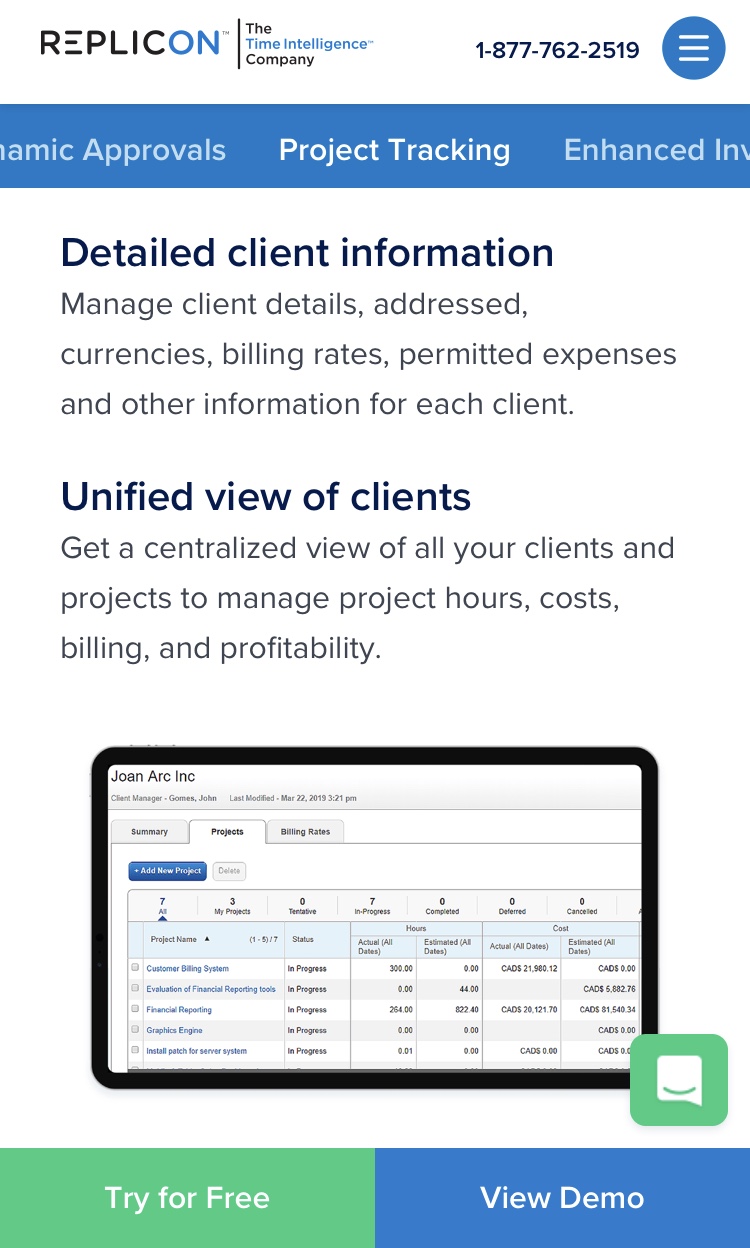 REPLICON™ The
Time Intelligence™
Company
1-877-762-2519
namic Approvals Project Tracking Enhanced Inv
Detailed client information
Manage client details, addressed,
currencies, billing rates, permitted expenses
and other information for each client.
Unified view of clients
Get a centralized view of all your clients and
projects to manage project hours, costs,
billing, and profitability.
Joan Arc Inc
Client Manager - Gomes, John Last Modified - Mar 22, 2019 3:21 pm
Summary Projects Billing Rates
+ Add New Project Delete
7 3 0 7 0 0 0
All My Projects Tentative In-Progress Completed Deferred Cancelled
Hours Cost
Project Name ▲ (1 - 5) / 7 Status Actual (All Dates) Estimated (All Dates) Actual (All Dates) Estimated (All Dates)
Customer Billing System In Progress 300.00 0.00 CAD$ 21,980.12 CAD$ 0.00
Evaluation of Financial Reporting tools In Progress 0.00 44.00 CAD$ 5,882.76
Financial Reporting In Progress 264.00 822.40 CAD$ 20,121.70 CAD$ 81,540.34
Graphics Engine In Progress 0.00 0.00 CAD$ 0.00
Install patch for server system In Progress 0.01 0.00 CAD$ 0.00 CAD$ 0.0
Try for Free View Demo